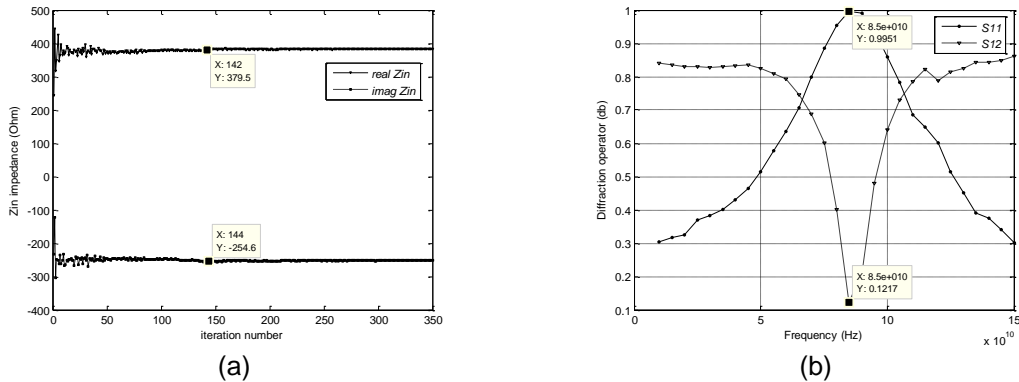 500
400
300
200
100
0
-100
-200
-300
-400
Zin impedance (Ohm)
0
50
100
150
200
250
300
350
iteration number
X: 142
Y: 379.5
real Zin
imag Zin
X: 144
Y: -254.6
(a)
1
0.9
0.8
0.7
0.6
0.5
0.4
0.3
0.2
0.1
Diffraction operator (db)
0
5
10
15
Frequency (Hz)
x 10^10
X: 8.5e+010
Y: 0.9951
S11
S12
X: 8.5e+010
Y: 0.1217
(b)